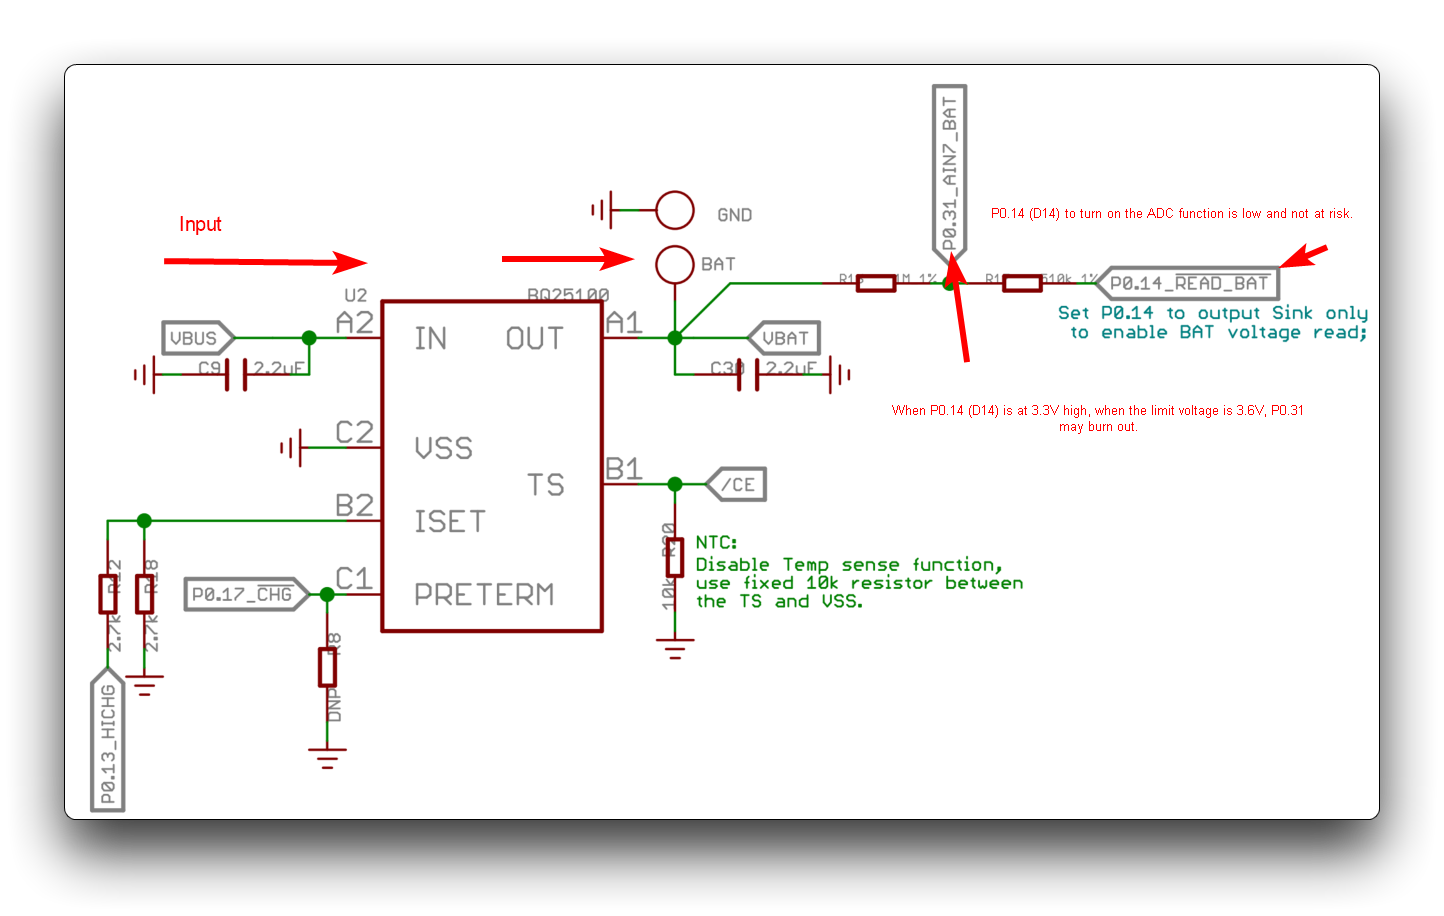 P0.31_AIN7_BAT
P0.14 (D14) to turn on the ADC function is low and not at risk.
Input
GND
BAT
1M 1%
510k 1%
P0.14_READ_BAT
U2
BQ25100
Set P0.14 to output Sink only
to enable BAT voltage read;
VBUS
A2
IN
OUT
A1
VBAT
C9
2.2uF
C30
2.2uF
When P0.14 (D14) is at 3.3V high, when the limit voltage is 3.6V, P0.31
may burn out.
C2
VSS
TS
B1
/CE
B2
ISET
R20
10k
NTC:
Disable Temp sense function,
use fixed 10k resistor between
the TS and VSS.
R12
2.7k
R18
2.7k
P0.17_CHG
C1
PRETERM
R8
DNP
P0.13_HICHG